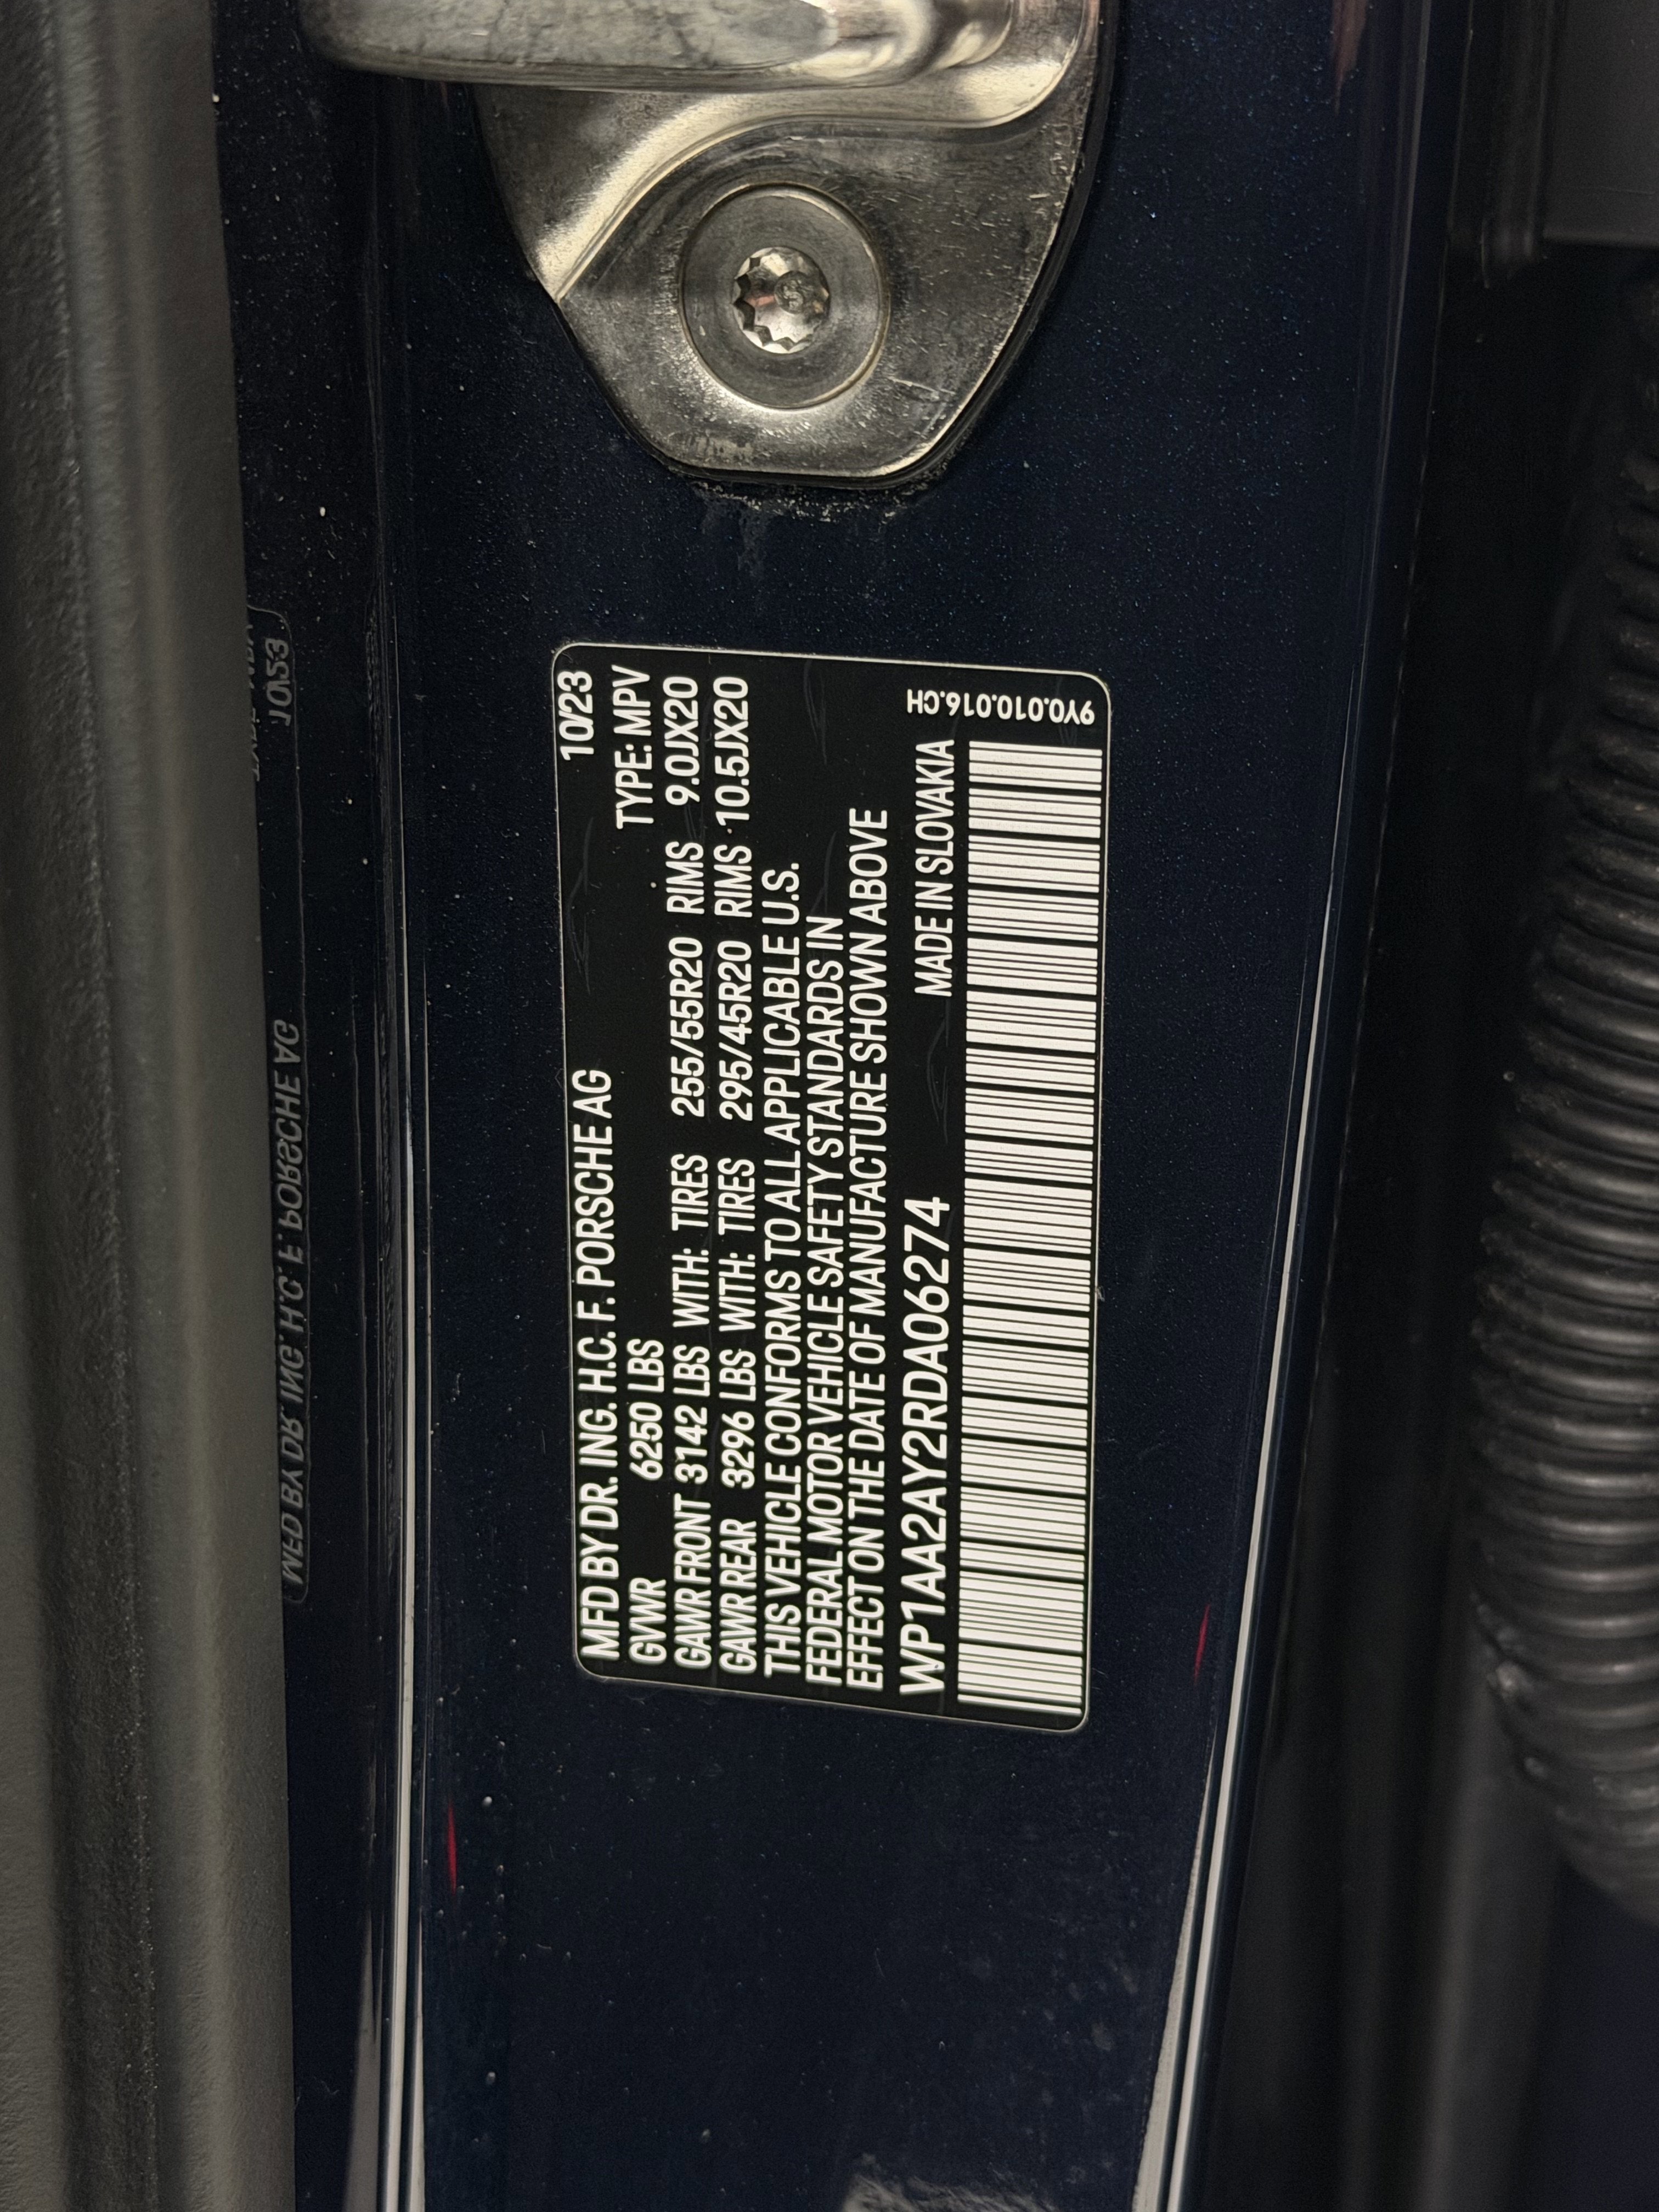 10/23
MFD BY DR. ING. H.C. F. PORSCHE AG
GVWR 6250 LBS TYPE: MPV
GAWR FRONT 3142 LBS WITH: TIRES 255/55R20 RIMS 9.0JX20
GAWR REAR 3296 LBS WITH: TIRES 295/45R20 RIMS 10.5JX20
THIS VEHICLE CONFORMS TO ALL APPLICABLE U.S.
FEDERAL MOTOR VEHICLE SAFETY STANDARDS IN
EFFECT ON THE DATE OF MANUFACTURE SHOWN ABOVE
WP1AA2AY2RDA06274 MADE IN SLOVAKIA
9Y0.010.016.CH